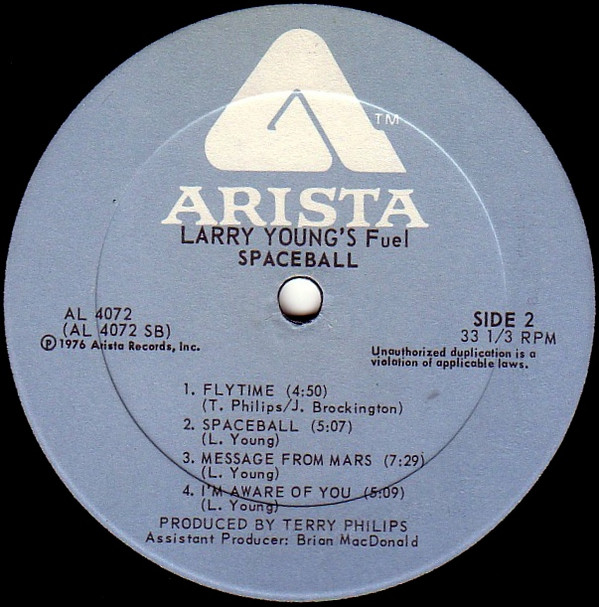 TM
ARISTA
LARRY YOUNG'S Fuel
SPACEBALL
AL 4072
(AL 4072 SB)
℗ 1976 Arista Records, Inc.
SIDE 2
33 1/3 RPM
Unauthorized duplication is a
violation of applicable laws.
1. FLYTIME (4:50)
(T. Philips/J. Brockington)
2. SPACEBALL (5:07)
(L. Young)
3. MESSAGE FROM MARS (7:29)
(L. Young)
4. I'M AWARE OF YOU (5:09)
(L. Young)
PRODUCED BY TERRY PHILIPS
Assistant Producer: Brian MacDonald